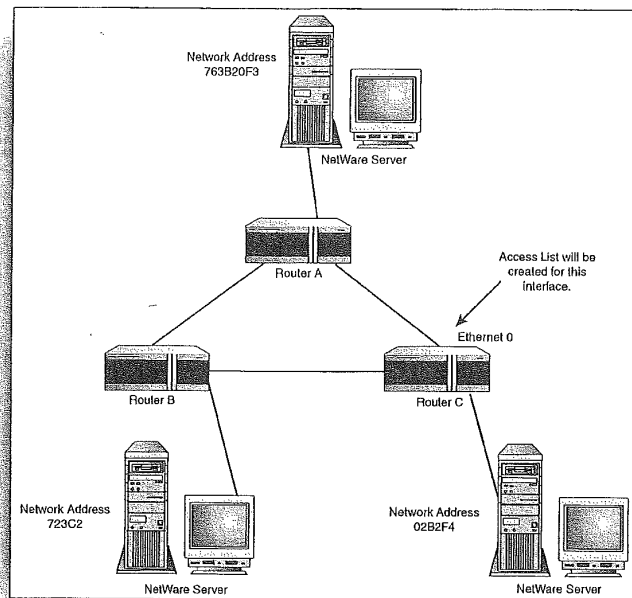 Network Address
763B20F3
NetWare Server
Router A
Access List will be
created for this
Interface.
Ethernet 0
Router B
Router C
Network Address
723C2
NetWare Server
Network Address
02B2F4
NetWare Server